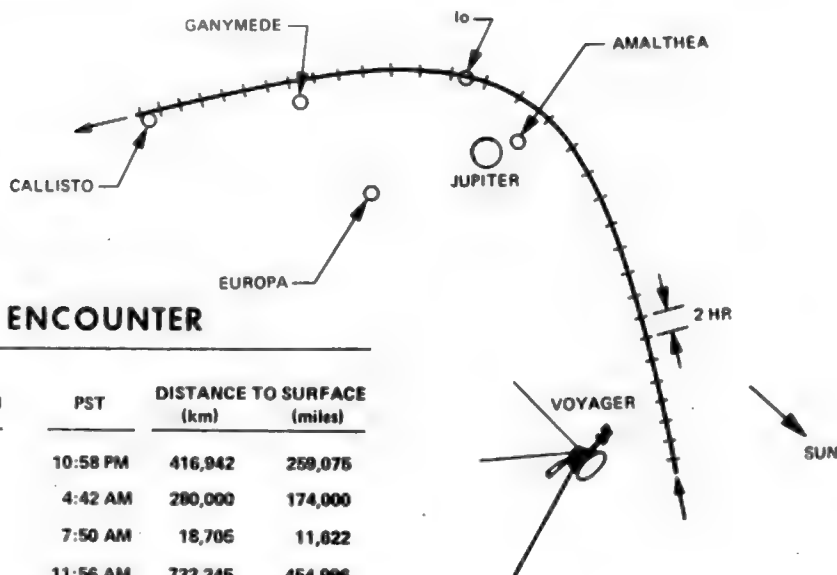 GANYMEDE
Io
AMALTHEA
CALLISTO
JUPITER
EUROPA
ENCOUNTER
2 HR
PST
DISTANCE TO SURFACE
(km) (miles)
VOYAGER
SUN
10:58 PM 416,942 259,075
4:42 AM 280,000 174,000
7:50 AM 18,705 11,622
11:56 AM